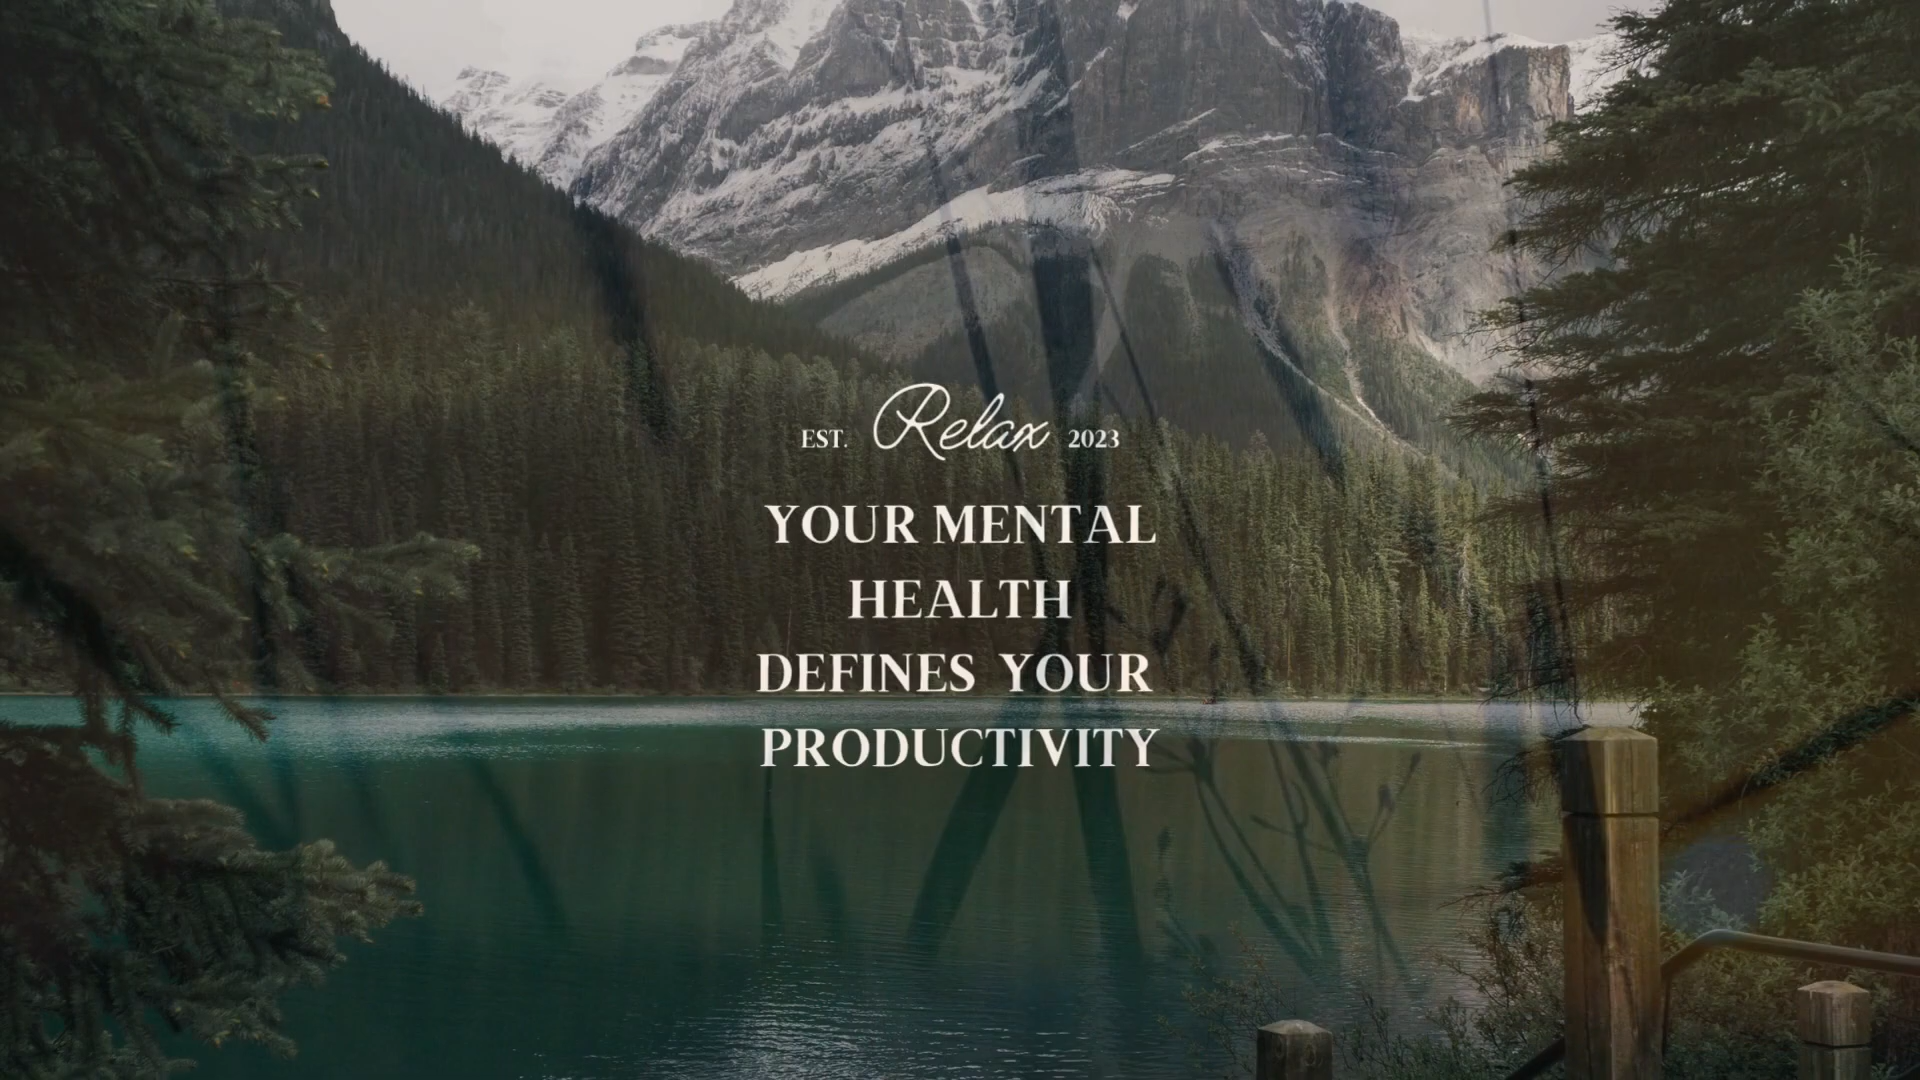 EST. Relax 2023
YOUR MENTAL
HEALTH
DEFINES YOUR
PRODUCTIVITY